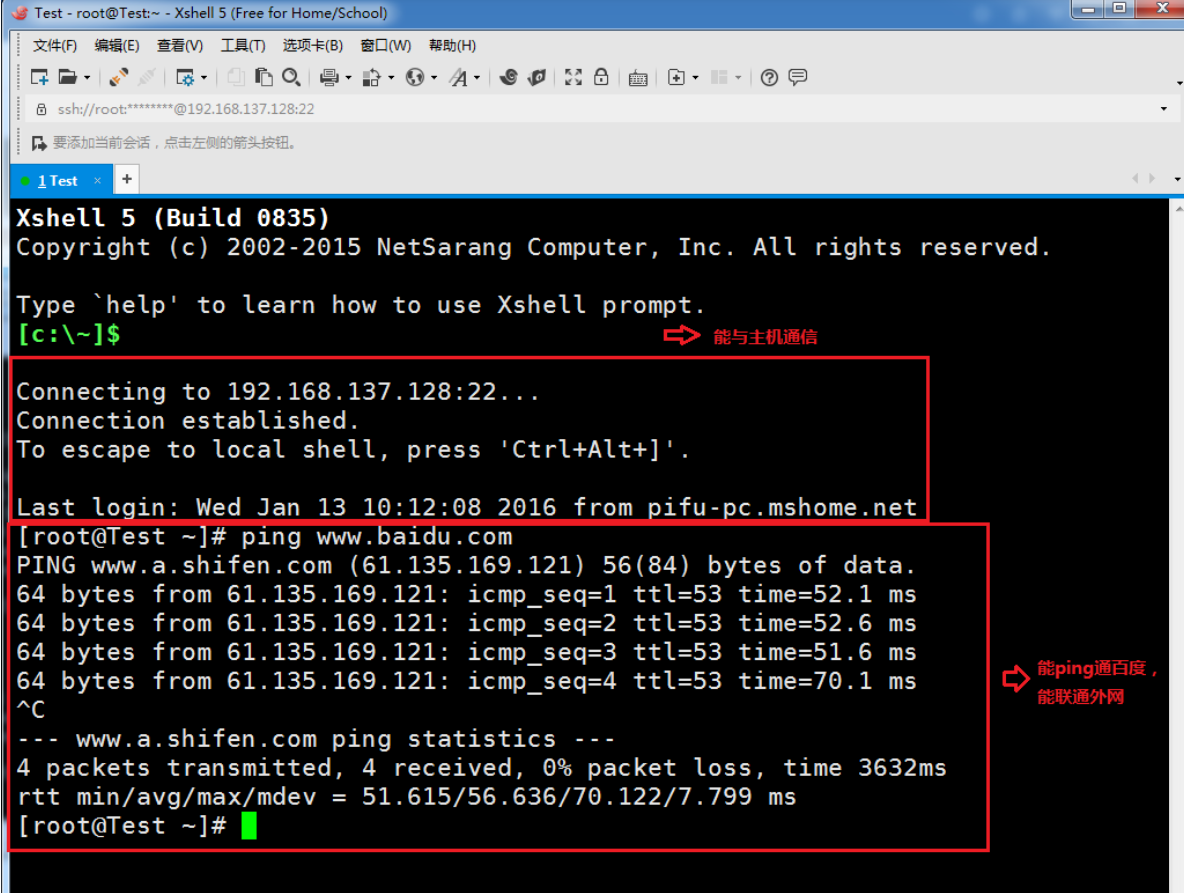 Test - root@Test:~ - Xshell 5 (Free for Home/School)
文件(F) 编辑(E) 查看(V) 工具(T) 选项卡(B) 窗口(W) 帮助(H)
ssh://root:********@192.168.137.128:22
要添加当前会话，点击左侧的箭头按钮。
1 Test × +
Xshell 5 (Build 0835)
Copyright (c) 2002-2015 NetSarang Computer, Inc. All rights reserved.
Type `help' to learn how to use Xshell prompt.
[c:\~]$
能与主机通信
Connecting to 192.168.137.128:22...
Connection established.
To escape to local shell, press 'Ctrl+Alt+]'.
Last login: Wed Jan 13 10:12:08 2016 from pifu-pc.mshome.net
[root@Test ~]# ping www.baidu.com
PING www.a.shifen.com (61.135.169.121) 56(84) bytes of data.
64 bytes from 61.135.169.121: icmp_seq=1 ttl=53 time=52.1 ms
64 bytes from 61.135.169.121: icmp_seq=2 ttl=53 time=52.6 ms
64 bytes from 61.135.169.121: icmp_seq=3 ttl=53 time=51.6 ms
64 bytes from 61.135.169.121: icmp_seq=4 ttl=53 time=70.1 ms
能ping通百度，
能联通外网
^C
--- www.a.shifen.com ping statistics ---
4 packets transmitted, 4 received, 0% packet loss, time 3632ms
rtt min/avg/max/mdev = 51.615/56.636/70.122/7.799 ms
[root@Test ~]#